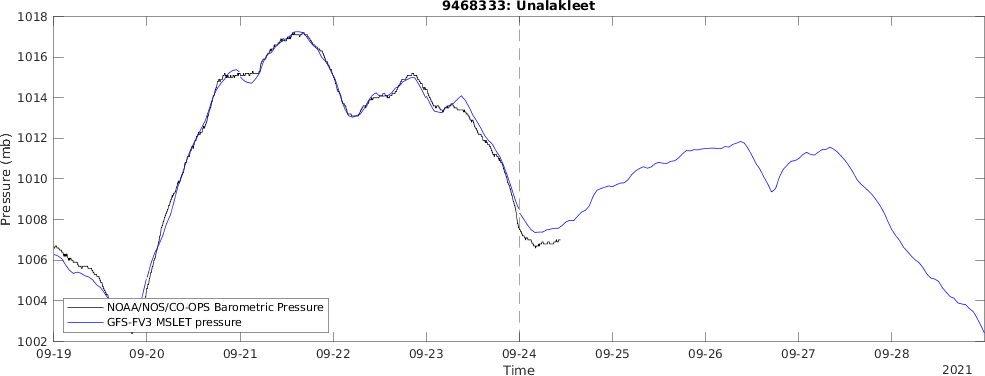 9468333: Unalakleet
1018
1016
1014
1012
1010
1008
1006
1004
1002
Pressure (mb)
NOAA/NOS/CO-OPS Barometric Pressure
GFS-FV3 MSLET pressure
09-19 09-20 09-21 09-22 09-23 09-24 09-25 09-26 09-27 09-28
Time
2021